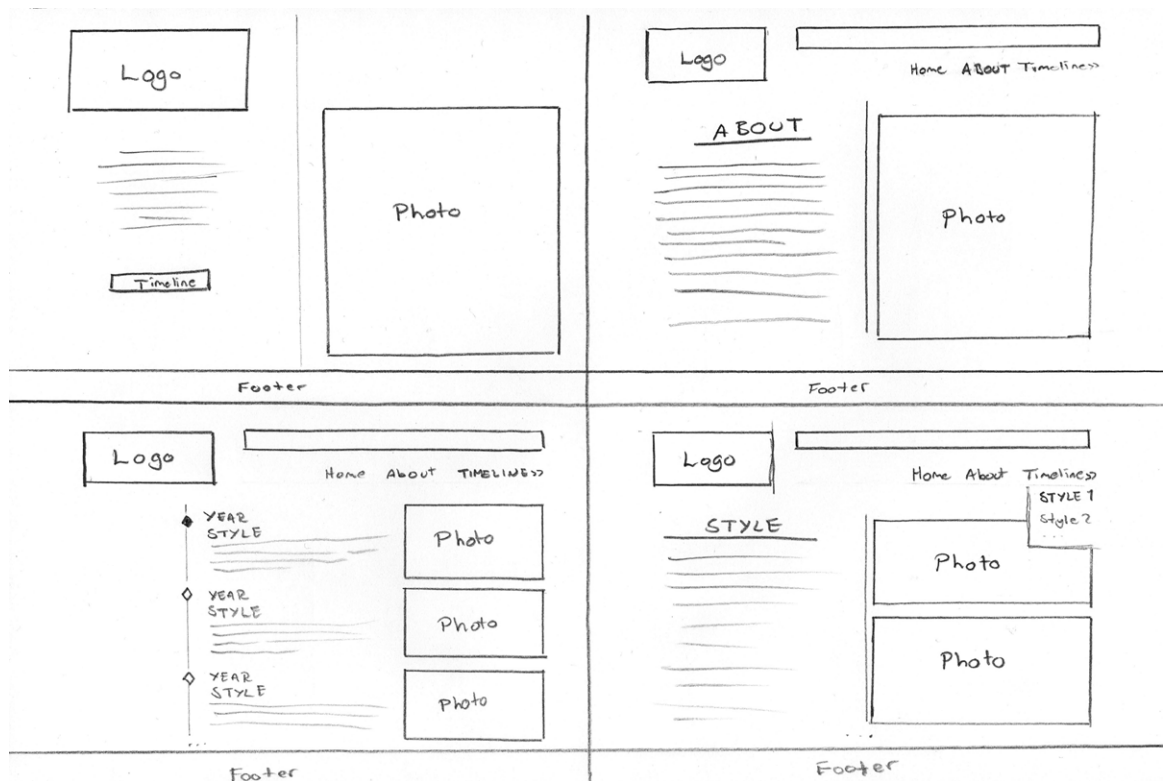 Logo
Photo
Timeline
Footer
Logo
Home ABOUT Timeline>>
ABOUT
Photo
Footer
Logo
Home About TIMELINE>>
YEAR
STYLE
Photo
YEAR
STYLE
Photo
YEAR
STYLE
Photo
...
Footer
Logo
Home About Timeline>>
STYLE 1
Style 2
...
STYLE
Photo
Photo
...
Footer